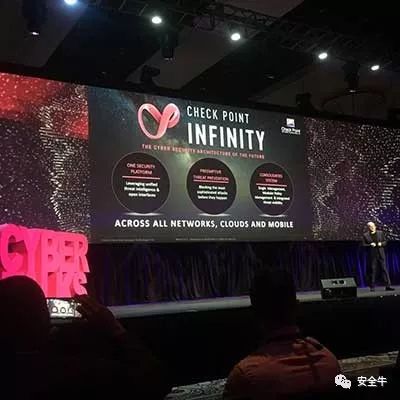 CHECK POINT
INFINITY
Check Point
THE CYBER SECURITY ARCHITECTURE OF THE FUTURE
ONE SECURITY
PLATFORM
Leveraging unified
threat intelligence &
open interfaces
PREEMPTIVE
THREAT PREVENTION
Blocking the most
sophisticated attacks
before they happen
CONSOLIDATED
SYSTEM
Single Management,
Modular Policy
Management & integrated
threat visibility
ACROSS ALL NETWORKS, CLOUDS AND MOBILE
CYBER
TALKS
安全牛